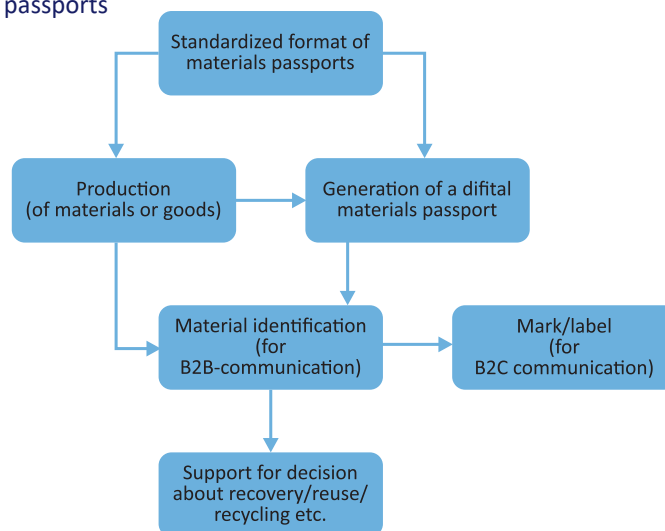 passports
Standardized format of
materials passports
Production
(of materials or goods)
Generation of a difital
materials passport
Material identification
(for
B2B-communication)
Mark/label
(for
B2C communication)
Support for decision
about recovery/reuse/
recycling etc.